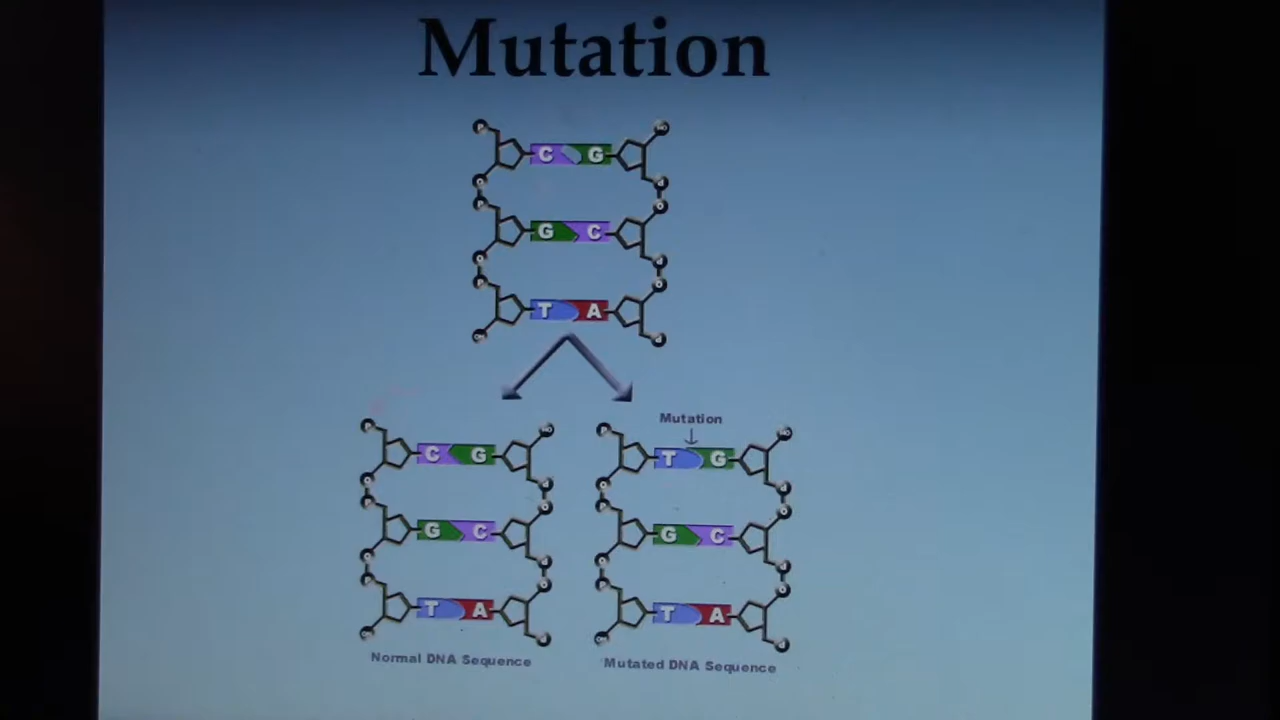 Mutation
C G
G C
T A
Mutation
C G
T G
G C
G C
T A
T A
Normal DNA Sequence
Mutated DNA Sequence